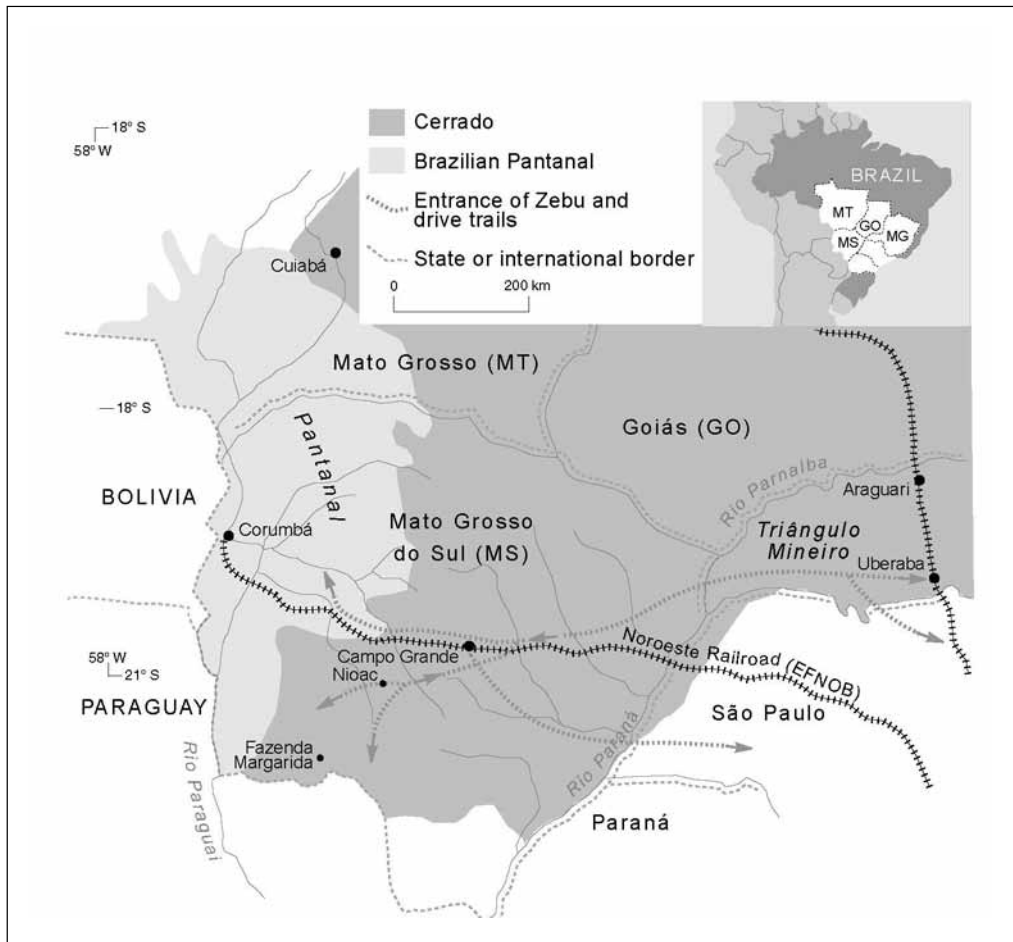 18° S
58° W
Cerrado
Brazilian Pantanal
Entrance of Zebu and
drive trails
State or international border
0
200 km
BRAZIL
MT
GO
MS
MG
Cuiabá
Mato Grosso (MT)
18° S
Pantanal
Goiás (GO)
Rio Parnaíba
Araguari
BOLIVIA
Corumbá
Mato Grosso
do Sul (MS)
Triângulo
Mineiro
Uberaba
58° W
21° S
Campo Grande
Nioac
Noroeste Railroad (EFNOB)
PARAGUAY
São Paulo
Fazenda
Margarida
Rio Paraguai
Rio Paraná
Paraná